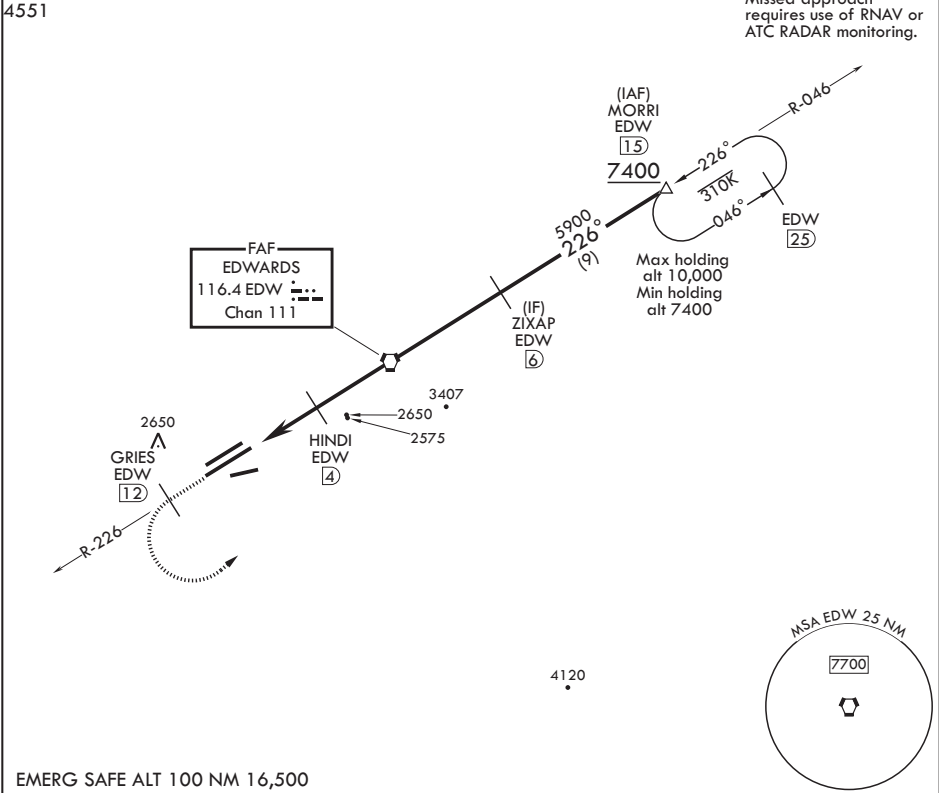 4551
Missed approach
requires use of RNAV or
ATC RADAR monitoring.
R-046
(IAF)
MORRI
EDW
15
7400
226°
310K
046°
EDW
25
5900
226°
(9)
Max holding
alt 10,000
Min holding
alt 7400
FAF
EDWARDS
116.4 EDW
Chan 111
(IF)
ZIXAP
EDW
6
3407
2650
2575
HINDI
EDW
4
2650
GRIES
EDW
12
R-226
MSA EDW 25 NM
7700
4120
EMERG SAFE ALT 100 NM 16,500